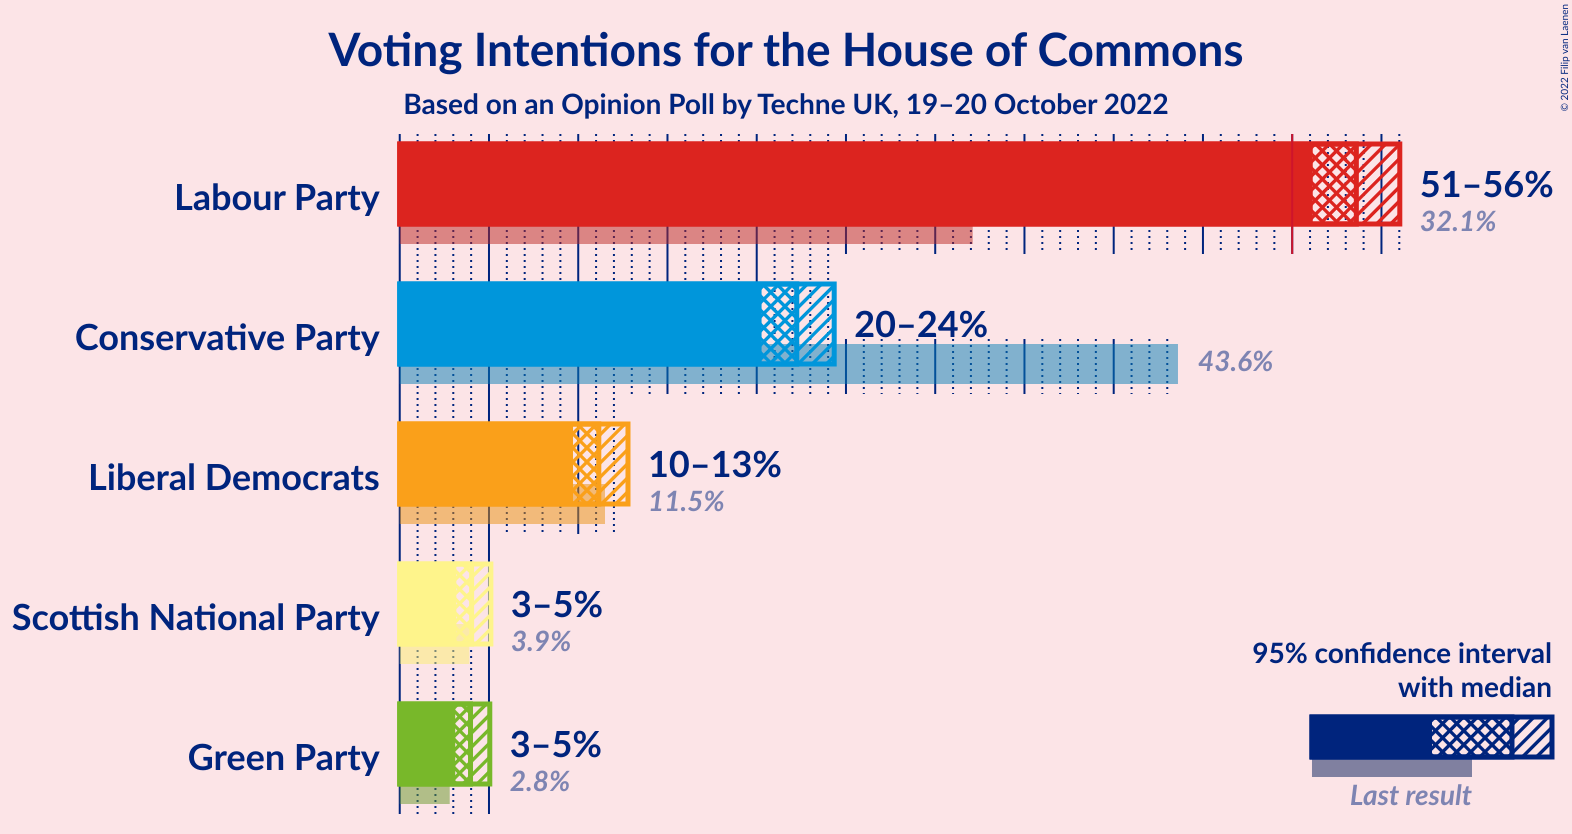 Voting Intentions for the House of Commons
Based on an Opinion Poll by Techne UK, 19–20 October 2022
© 2022 Filip van Laenen
Labour Party
51–56%
32.1%
Conservative Party
20–24%
43.6%
Liberal Democrats
10–13%
11.5%
Scottish National Party
3–5%
3.9%
Green Party
3–5%
2.8%
95% confidence interval
with median
Last result